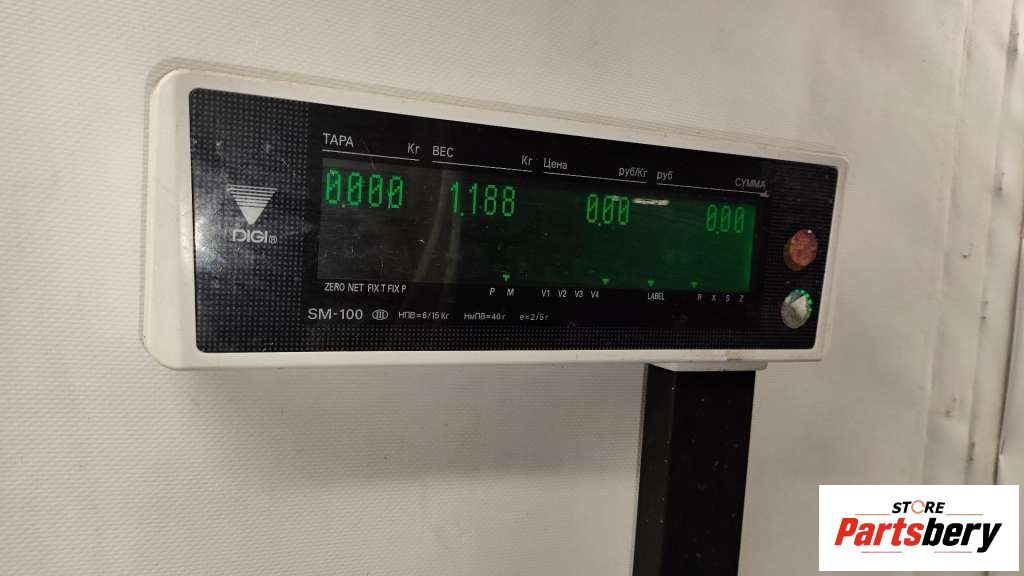 ТАРА Кг ВЕС Кг Цена руб/Кг руб СУММА
0.000 1.188 0.00 0.00
DIGI®
ZERO NET FIX T FIX P P M V1 V2 V3 V4 LABEL R X S Z
SM-100 III НПВ=6/15 Кг НмПВ=40 г e=2/5 г
STORE
Partsbery